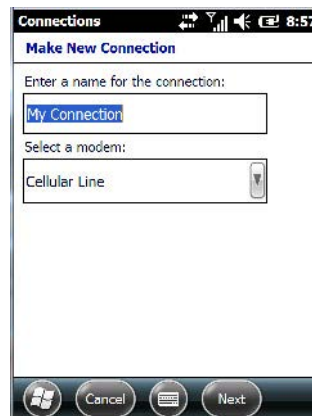 Connections 8:57
Make New Connection
Enter a name for the connection:
My Connection
Select a modem:
Cellular Line
Cancel Next